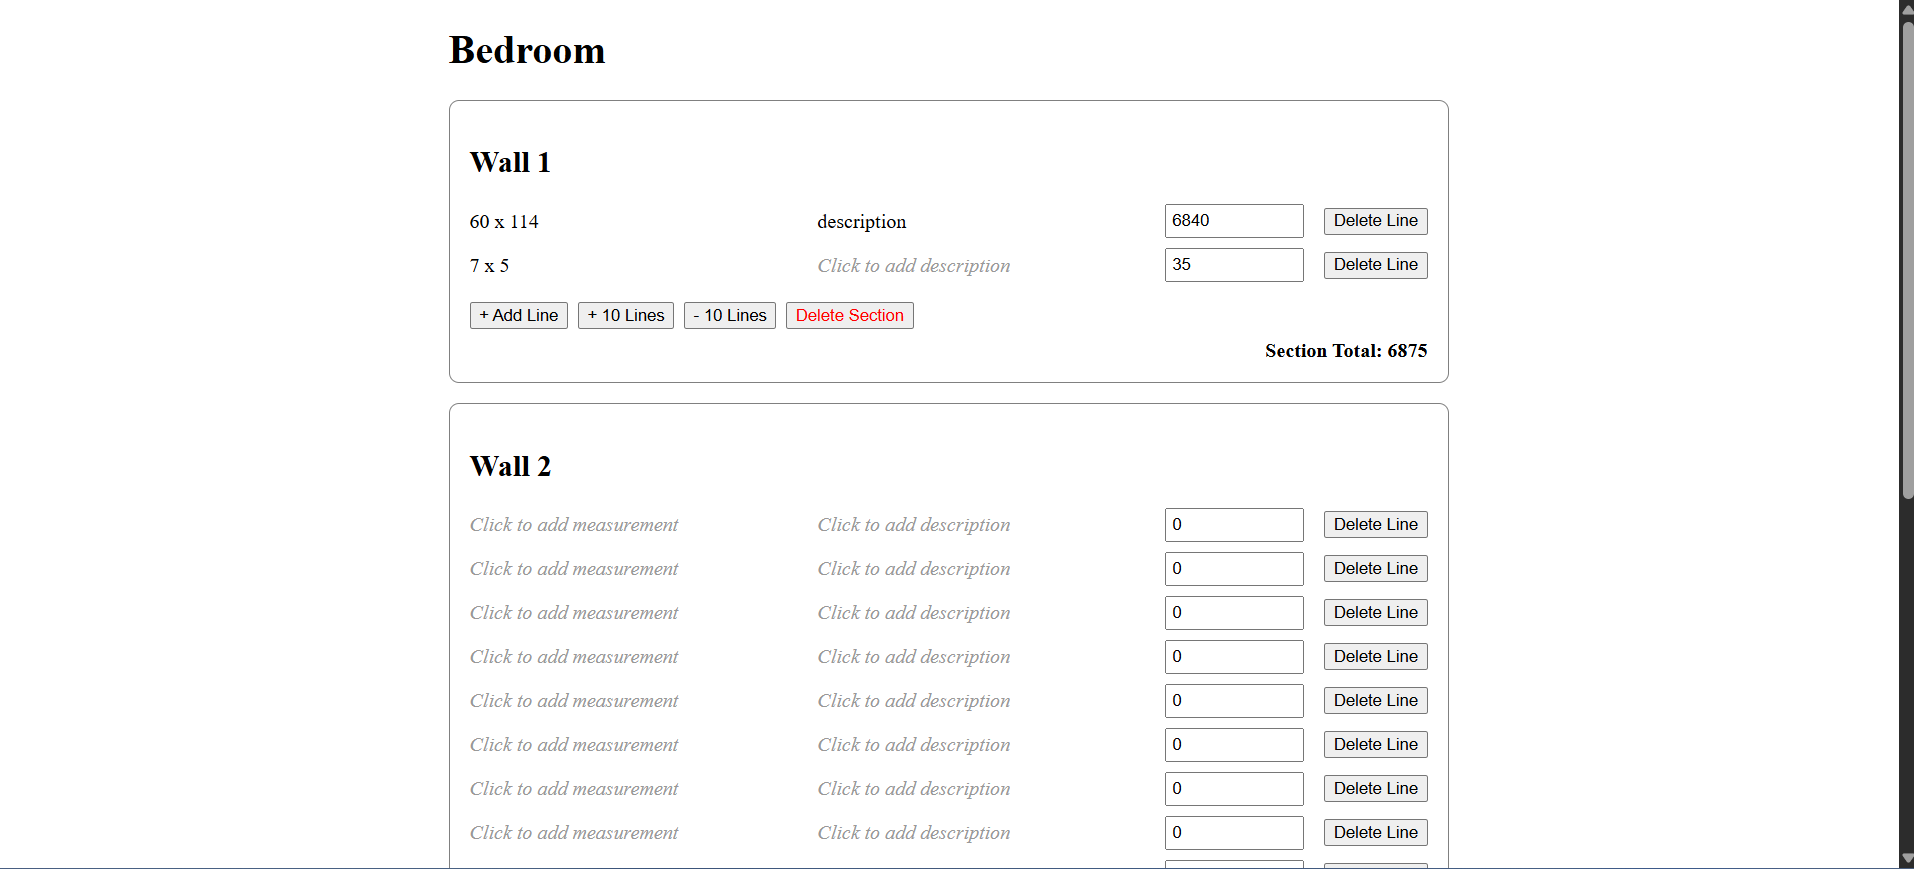 Bedroom
Wall 1
60 x 114 description 6840 Delete Line
7 x 5 Click to add description 35 Delete Line
+ Add Line + 10 Lines - 10 Lines Delete Section
Section Total: 6875
Wall 2
Click to add measurement Click to add description 0 Delete Line
Click to add measurement Click to add description 0 Delete Line
Click to add measurement Click to add description 0 Delete Line
Click to add measurement Click to add description 0 Delete Line
Click to add measurement Click to add description 0 Delete Line
Click to add measurement Click to add description 0 Delete Line
Click to add measurement Click to add description 0 Delete Line
Click to add measurement Click to add description 0 Delete Line